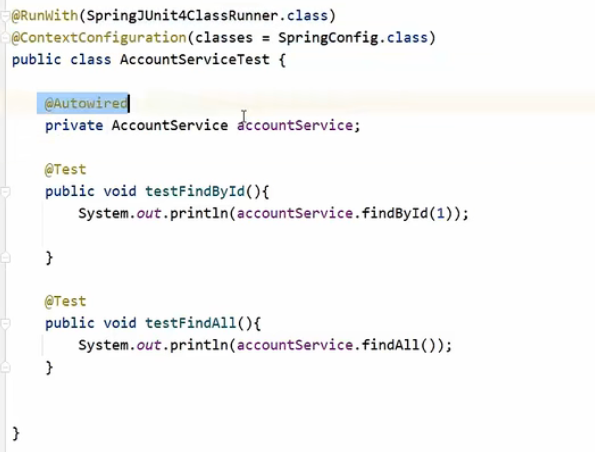 @RunWith(SpringJUnit4ClassRunner.class)
@ContextConfiguration(classes = SpringConfig.class)
public class AccountServiceTest {
@Autowired
private AccountService accountService;
@Test
public void testFindById(){
System.out.println(accountService.findById(1));
}
@Test
public void testFindAll(){
System.out.println(accountService.findAll());
}
}